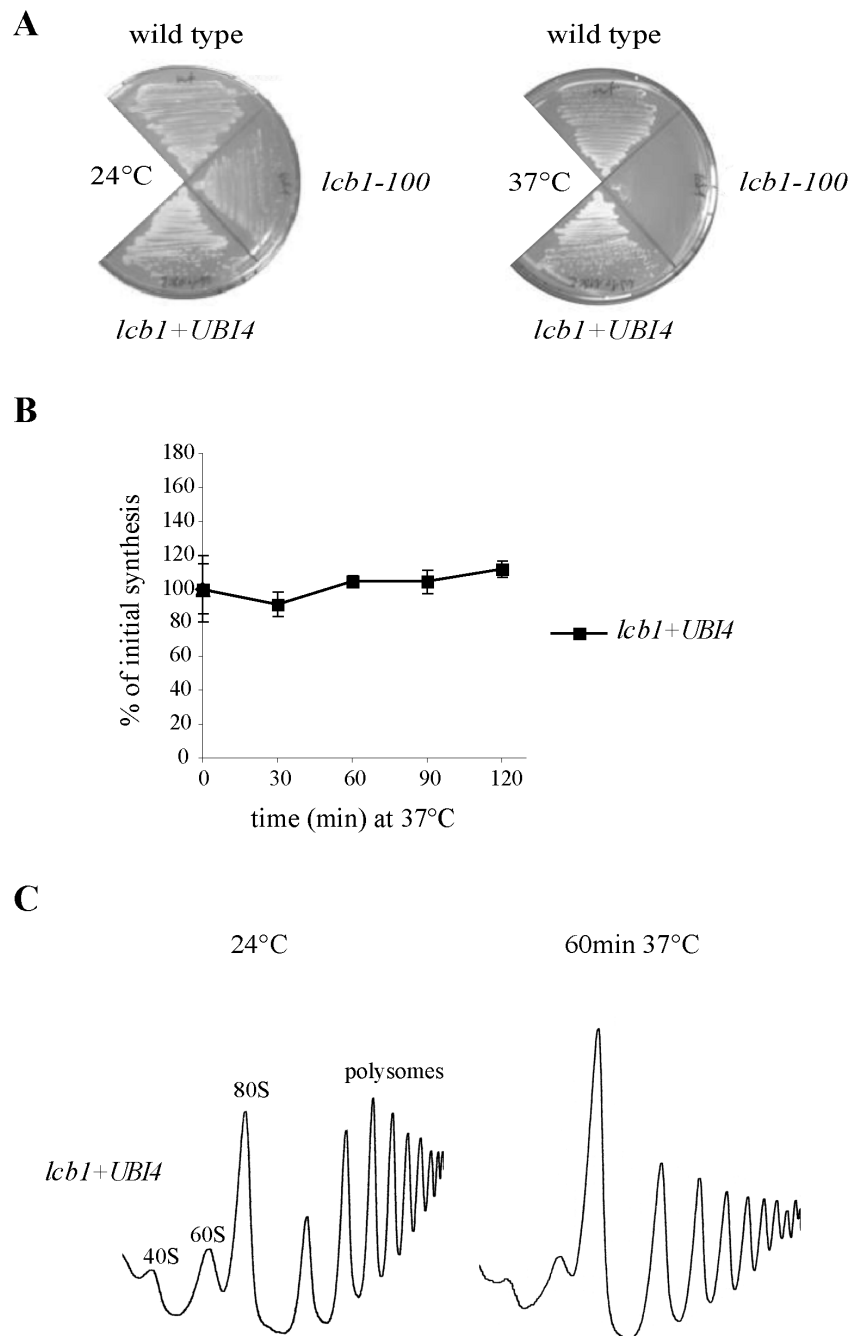 A
wild type
wild type
24°C
lcb1-100
37°C
lcb1-100
lcb1+UBI4
lcb1+UBI4
B
180
160
140
120
100
80
60
40
20
0
% of initial synthesis
0 30 60 90 120
time (min) at 37°C
lcb1+UBI4
C
24°C
60min 37°C
polysomes
80S
lcb1+UBI4
60S
40S